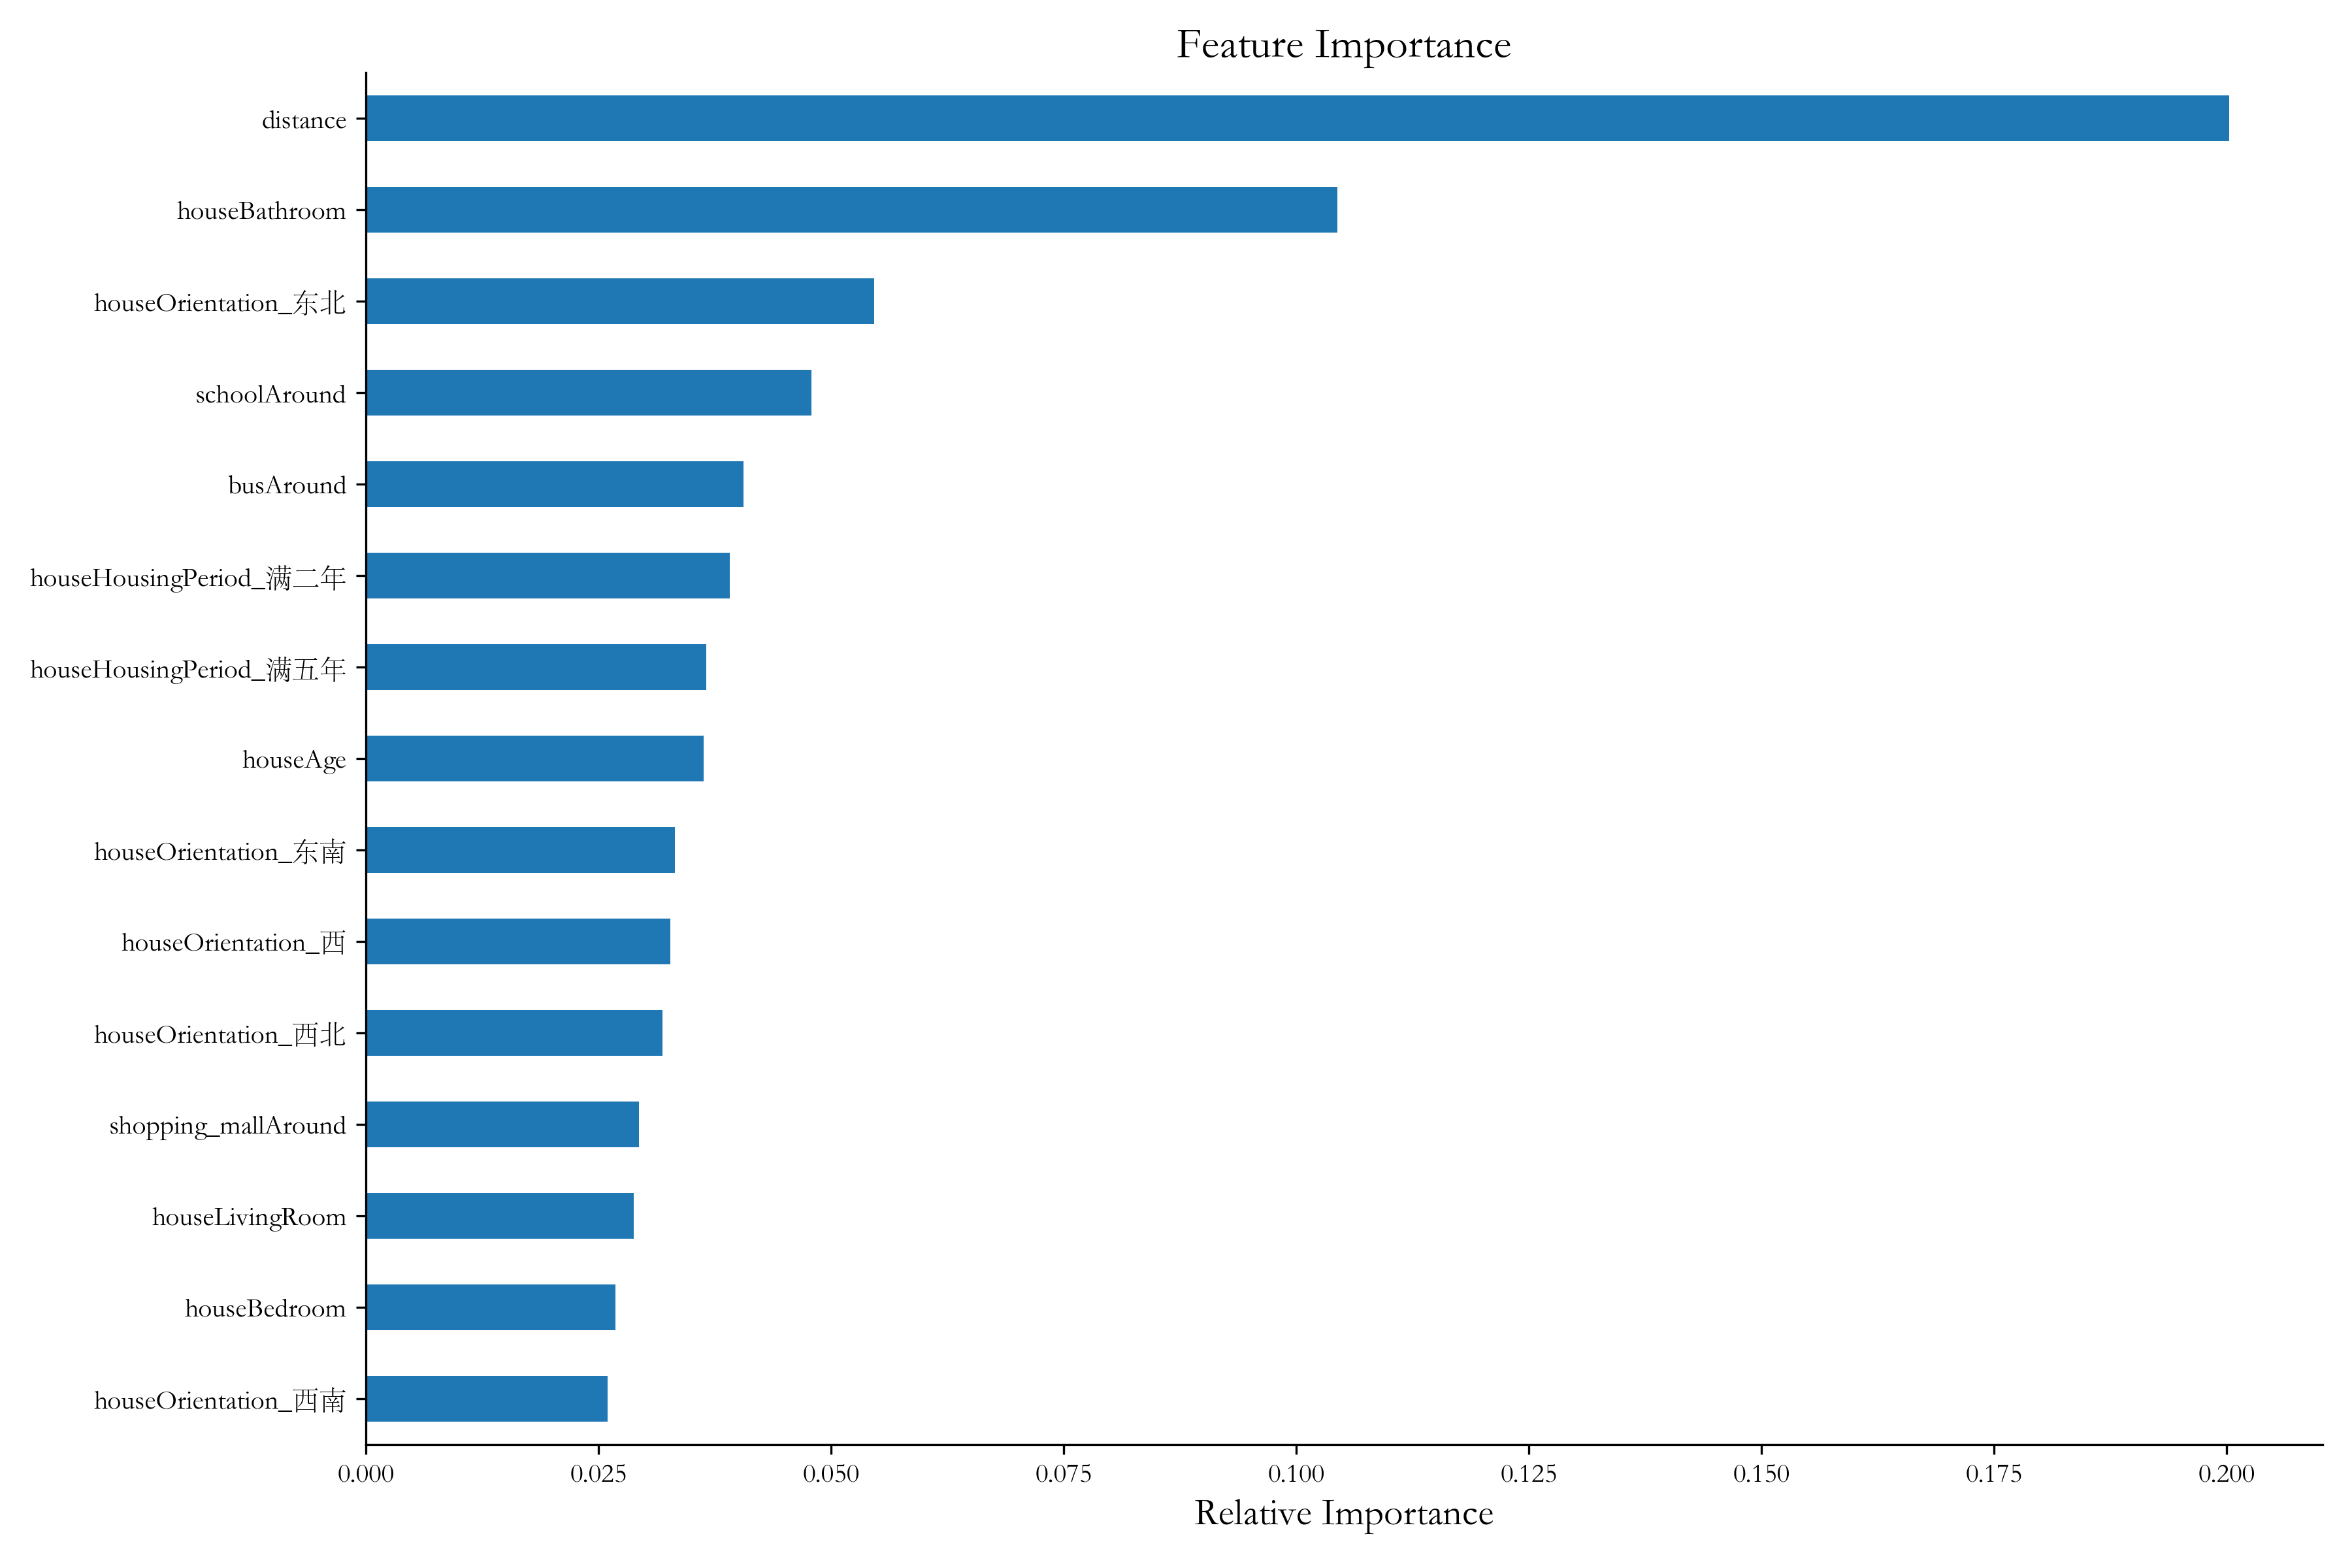 Feature Importance
distance
houseBathroom
houseOrientation_东北
schoolAround
busAround
houseHousingPeriod_满二年
houseHousingPeriod_满五年
houseAge
houseOrientation_东南
houseOrientation_西
houseOrientation_西北
shopping_mallAround
houseLivingRoom
houseBedroom
houseOrientation_西南
0.000 0.025 0.050 0.075 0.100 0.125 0.150 0.175 0.200
Relative Importance